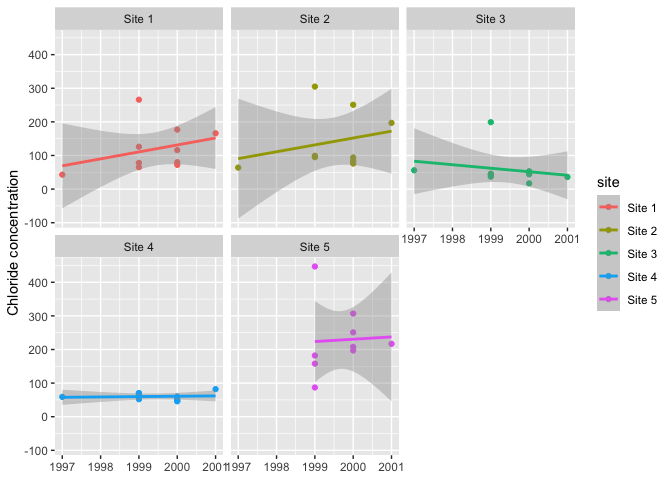 Site 1 Site 2 Site 3
400
300
200
100
0
-100
1997 1998 1999 2000 2001
Chloride concentration
site
Site 1
Site 2
Site 3
Site 4
Site 5
Site 4 Site 5
400
300
200
100
0
-100
1997 1998 1999 2000 2001 1997 1998 1999 2000 2001